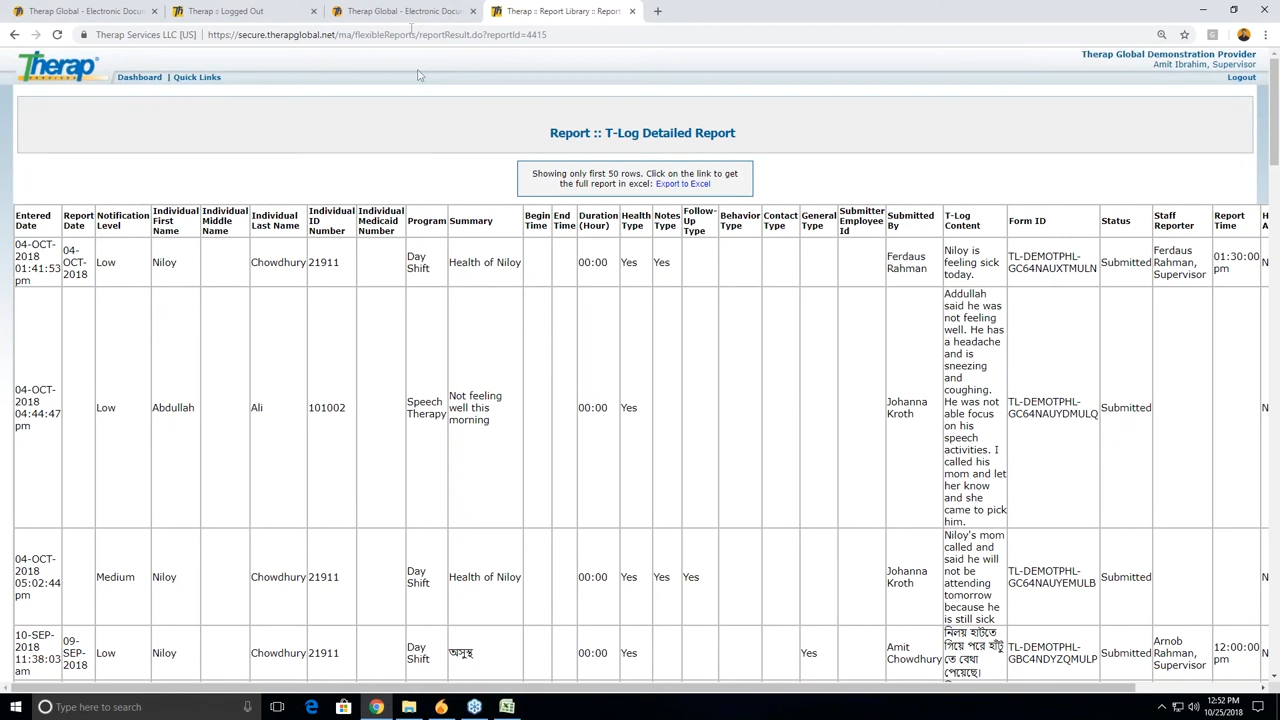 Therap Global - Electronic Docu
Therap :: Logged Out
Therap Global - Electronic Docu
Therap :: Report Library :: Report
Therap Services LLC [US] | https://secure.therapglobal.net/ma/flexibleReports/reportResult.do?reportId=4415
Therap
SERVICES
Dashboard | Quick Links
Therap Global Demonstration Provider
Amit Ibrahim, Supervisor
Logout
Report :: T-Log Detailed Report
Showing only first 50 rows. Click on the link to get
the full report in excel: Export to Excel
Entered Date Report Date Notification Level Individual First Name Individual Middle Name Individual Last Name Individual ID Number Individual Medicaid Number Program Summary Begin Time End Time Duration (Hour) Health Type Notes Type Follow-Up Type Behavior Type Contact Type General Type Submitter Employee Id Submitted By T-Log Content Form ID Status Staff Reporter Report Time
04-OCT-2018 01:41:53 pm 04-OCT-2018 Low Niloy Chowdhury 21911 Day Shift Health of Niloy 00:00 Yes Yes Ferdaus Rahman Niloy is feeling sick today. TL-DEMOTPHL-GC64NAUXTMULN Submitted Ferdaus Rahman, Supervisor 01:30:00 pm N
04-OCT-2018 04:44:47 pm Low Abdullah Ali 101002 Speech Therapy Not feeling well this morning 00:00 Yes Johanna Kroth Addullah said he was not feeling well. He has a headache and is sneezing and coughing. He was not able focus on his speech activities. I called his mom and let her know and she came to pick him. TL-DEMOTPHL-GC64NAUYDMULQ Submitted N
04-OCT-2018 05:02:44 pm Medium Niloy Chowdhury 21911 Day Shift Health of Niloy 00:00 Yes Yes Yes Johanna Kroth Niloy's mom called and said he will not be attending tomorrow because he is still sick TL-DEMOTPHL-GC64NAUYEMULB Submitted N
10-SEP-2018 11:38:03 am 09-SEP-2018 Low Niloy Chowdhury 21911 Day Shift অসুস্থ 00:00 Yes Yes Amit Chowdhury নিলয় হাটতে গিয়ে পরে হাঁটু তে বেথা পেয়েছে। TL-DEMOTPHL-GBC4NDYZQMULP Submitted Arnob Rahman, Supervisor 12:00:00 pm N
Type here to search
12:52 PM
10/25/2018